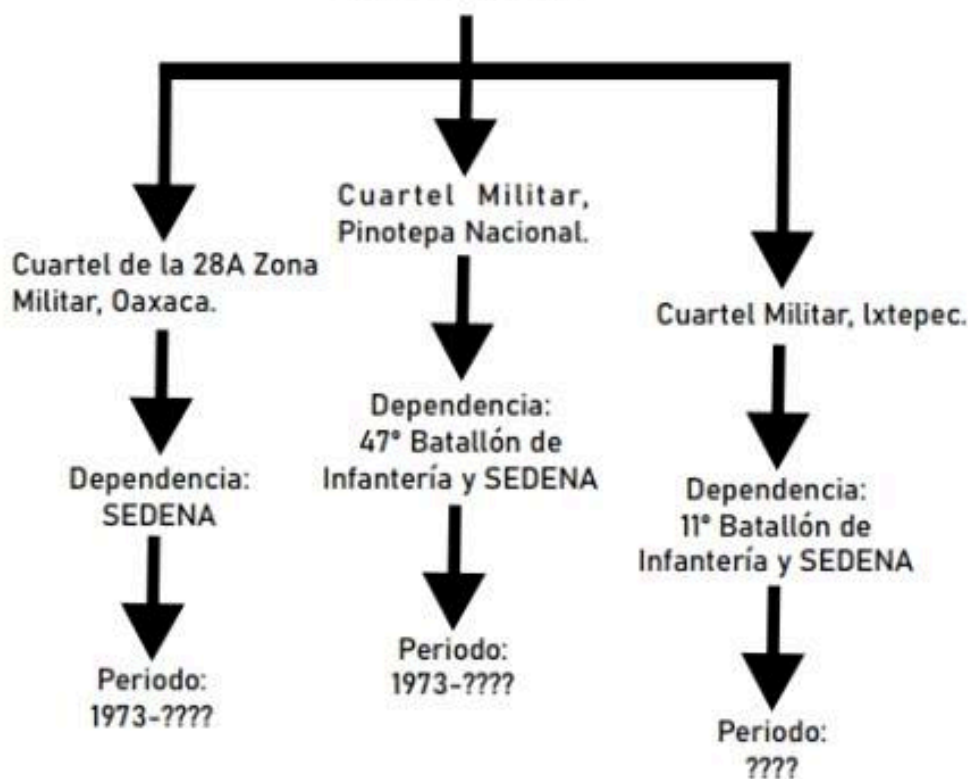 Cuartel de la 28A Zona
Militar, Oaxaca.
Dependencia:
SEDENA
Periodo:
1973-????
Cuartel Militar,
Pinotepa Nacional.
Dependencia:
47° Batallón de
Infantería y SEDENA
Periodo:
1973-????
Cuartel Militar, Ixtepec.
Dependencia:
11° Batallón de
Infantería y SEDENA
Periodo:
????